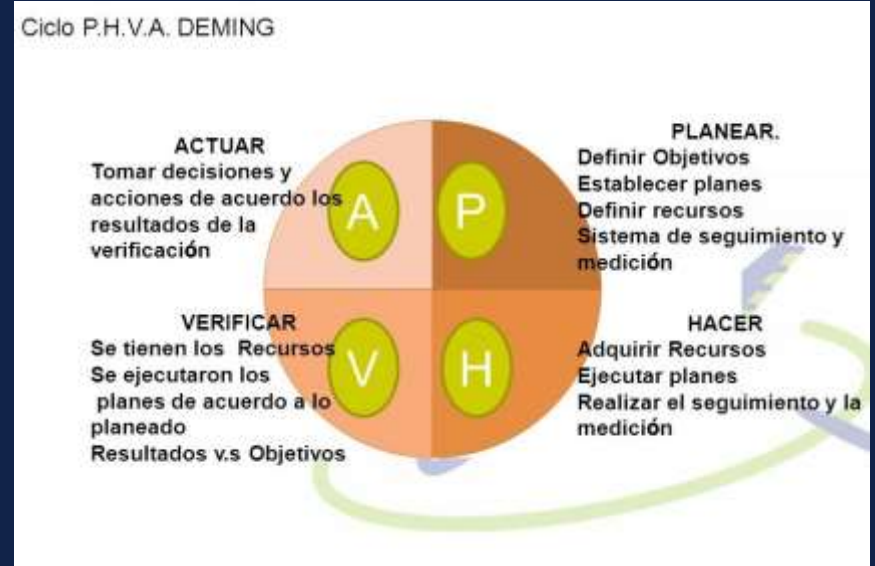 Ciclo P.H.V.A. DEMING
ACTUAR
Tomar decisiones y
acciones de acuerdo los
resultados de la
verificación
A
P
PLANEAR.
Definir Objetivos
Establecer planes
Definir recursos
Sistema de seguimiento y
medición
VERIFICAR
Se tienen los Recursos
Se ejecutaron los
planes de acuerdo a lo
planeado
Resultados v.s Objetivos
V
H
HACER
Adquirir Recursos
Ejecutar planes
Realizar el seguimiento y la
medición